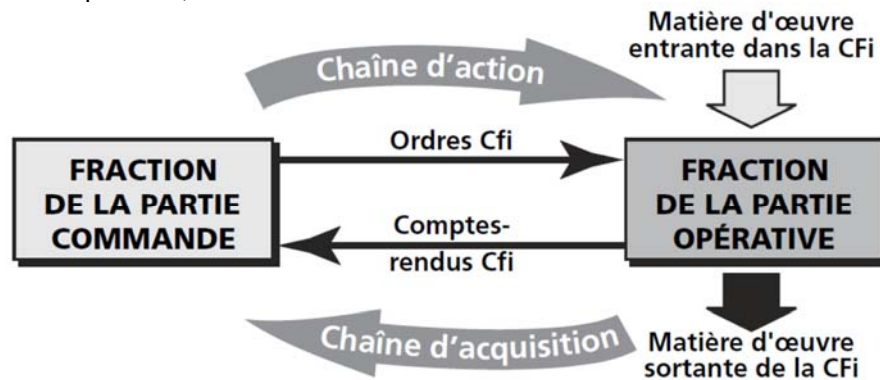 Matière d'œuvre
entrante dans la CFi
Chaîne d'action
Ordres Cfi
FRACTION
DE LA PARTIE
COMMANDE
FRACTION
DE LA PARTIE
OPÉRATIVE
Comptes-
rendus Cfi
Chaîne d'acquisition
Matière d'œuvre
sortante de la CFi